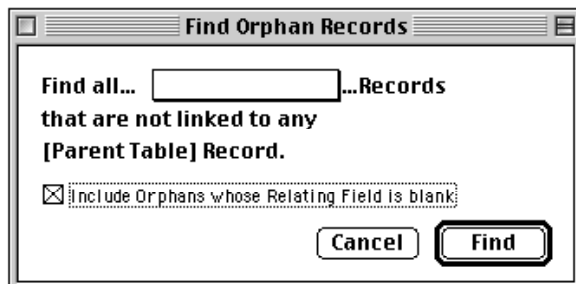 Find Orphan Records
Find all... ...Records
that are not linked to any
[Parent Table] Record.
Include Orphans whose Relating Field is blank
Cancel Find